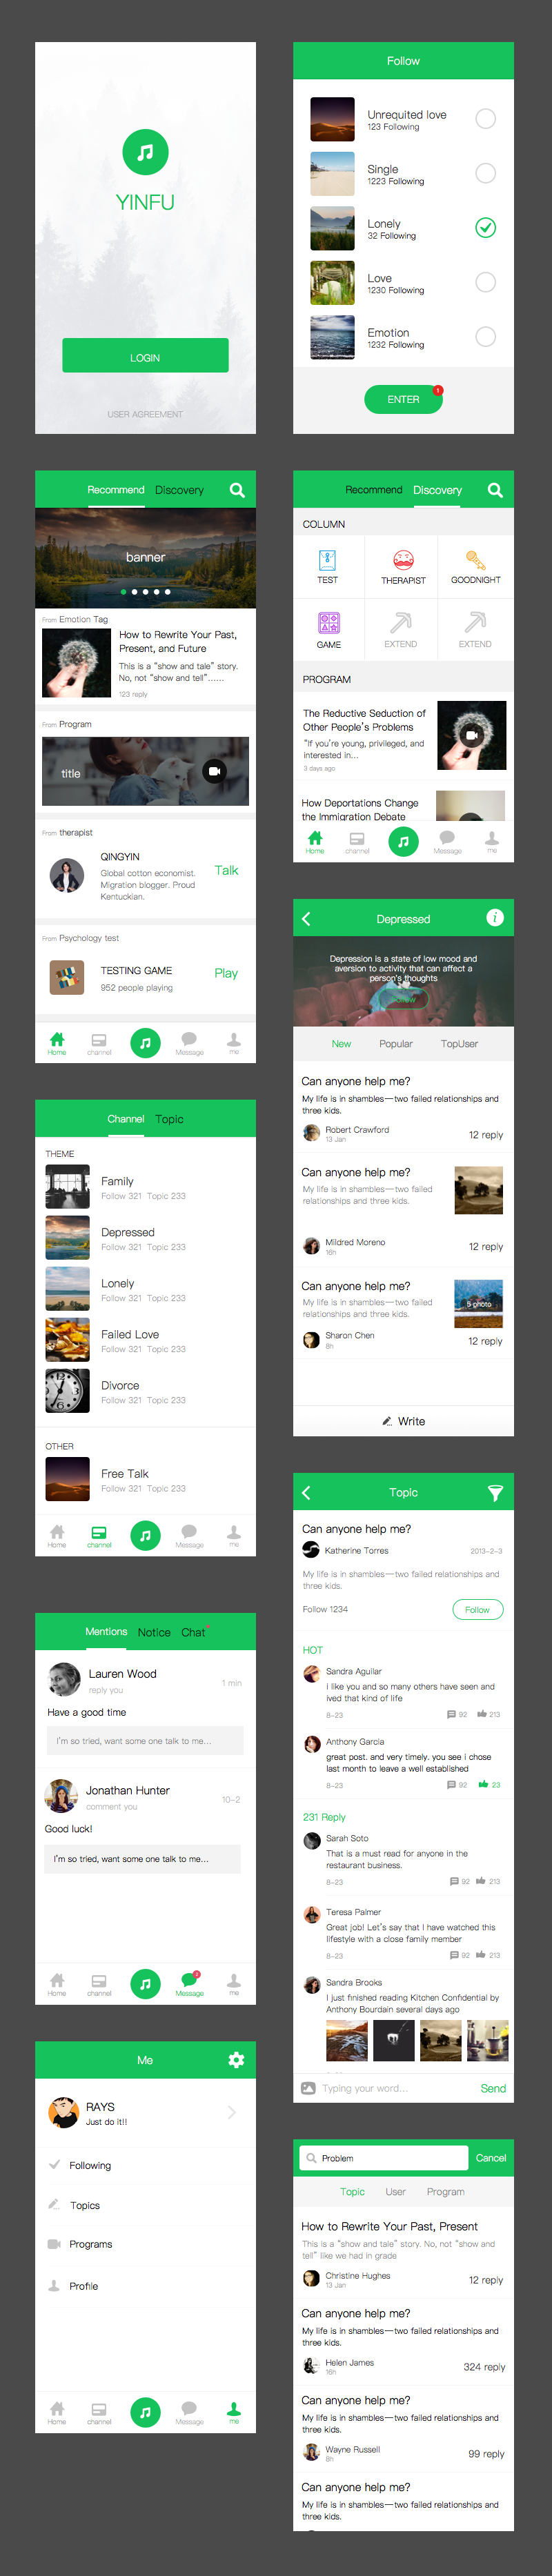 YINFU
LOGIN
USER AGREEMENT
Follow
Unrequited love
123 Following
Single
1223 Following
Lonely
32 Following
Love
1230 Following
Emotion
1232 Following
ENTER
1
Recommend
Discovery
banner
From Emotion Tag
How to Rewrite Your Past,
Present, and Future
This is a "show and tale" story.
No, not "show and tell"......
123 reply
From Program
title
From therapist
QINGYIN
Global cotton economist.
Migration blogger. Proud
Kentuckian.
Talk
From Psychology test
TESTING GAME
952 people playing
Play
Home
channel
Message
me
Recommend
Discovery
COLUMN
TEST
THERAPIST
GOODNIGHT
GAME
EXTEND
EXTEND
PROGRAM
The Reductive Seduction of
Other People's Problems
"If you're young, privileged, and
interested in...
3 days ago
How Deportations Change
the Immigration Debate
Home
channel
Message
me
Depressed
Depression is a state of low mood and
aversion to activity that can affect a
person's thoughts
New
Popular
TopUser
Can anyone help me?
My life is in shambles—two failed relationships and
three kids.
Robert Crawford
13 Jan
12 reply
Can anyone help me?
My life is in shambles—two failed
relationships and three kids.
Mildred Moreno
16h
12 reply
Can anyone help me?
My life is in shambles—two failed
relationships and three kids.
5 photo
Sharon Chen
8h
12 reply
Write
Channel
Topic
THEME
Family
Follow 321 Topic 233
Depressed
Follow 321 Topic 233
Lonely
Follow 321 Topic 233
Failed Love
Follow 321 Topic 233
Divorce
Follow 321 Topic 233
OTHER
Free Talk
Follow 321 Topic 233
Home
channel
Message
me
Topic
Can anyone help me?
Katherine Torres
2013-2-3
My life is in shambles—two failed relationships and
three kids.
Follow 1234
Follow
HOT
Sandra Aguilar
i like you and so many others have seen and
ived that kind of life
8-23
92
213
Anthony Garcia
great post. and very timely. you see i chose
last month to leave a well established
8-23
92
23
231 Reply
Sarah Soto
That is a must read for anyone in the
restaurant business.
8-23
92
213
Teresa Palmer
Great job! Let's say that I have watched this
lifestyle with a close family member
8-23
92
213
Sandra Brooks
I just finished reading Kitchen Confidential by
Anthony Bourdain several days ago
Typing your word...
Send
Mentions
Notice
Chat
Lauren Wood
reply you
1 min
Have a good time
I'm so tried, want some one talk to me...
Jonathan Hunter
comment you
10-2
Good luck!
I'm so tried, want some one talk to me...
Home
channel
Message
me
Me
RAYS
Just do it!!
Following
Topics
Programs
Profile
Home
channel
Message
me
Problem
Cancel
Topic
User
Program
How to Rewrite Your Past, Present
This is a "show and tale" story. No, not "show and
tell" like we had in grade
Christine Hughes
13 Jan
12 reply
Can anyone help me?
My life is in shambles—two failed relationships and
three kids.
Helen James
16h
324 reply
Can anyone help me?
My life is in shambles—two failed relationships and
three kids.
Wayne Russell
8h
99 reply
Can anyone help me?
My life is in shambles—two failed relationships and
three kids.